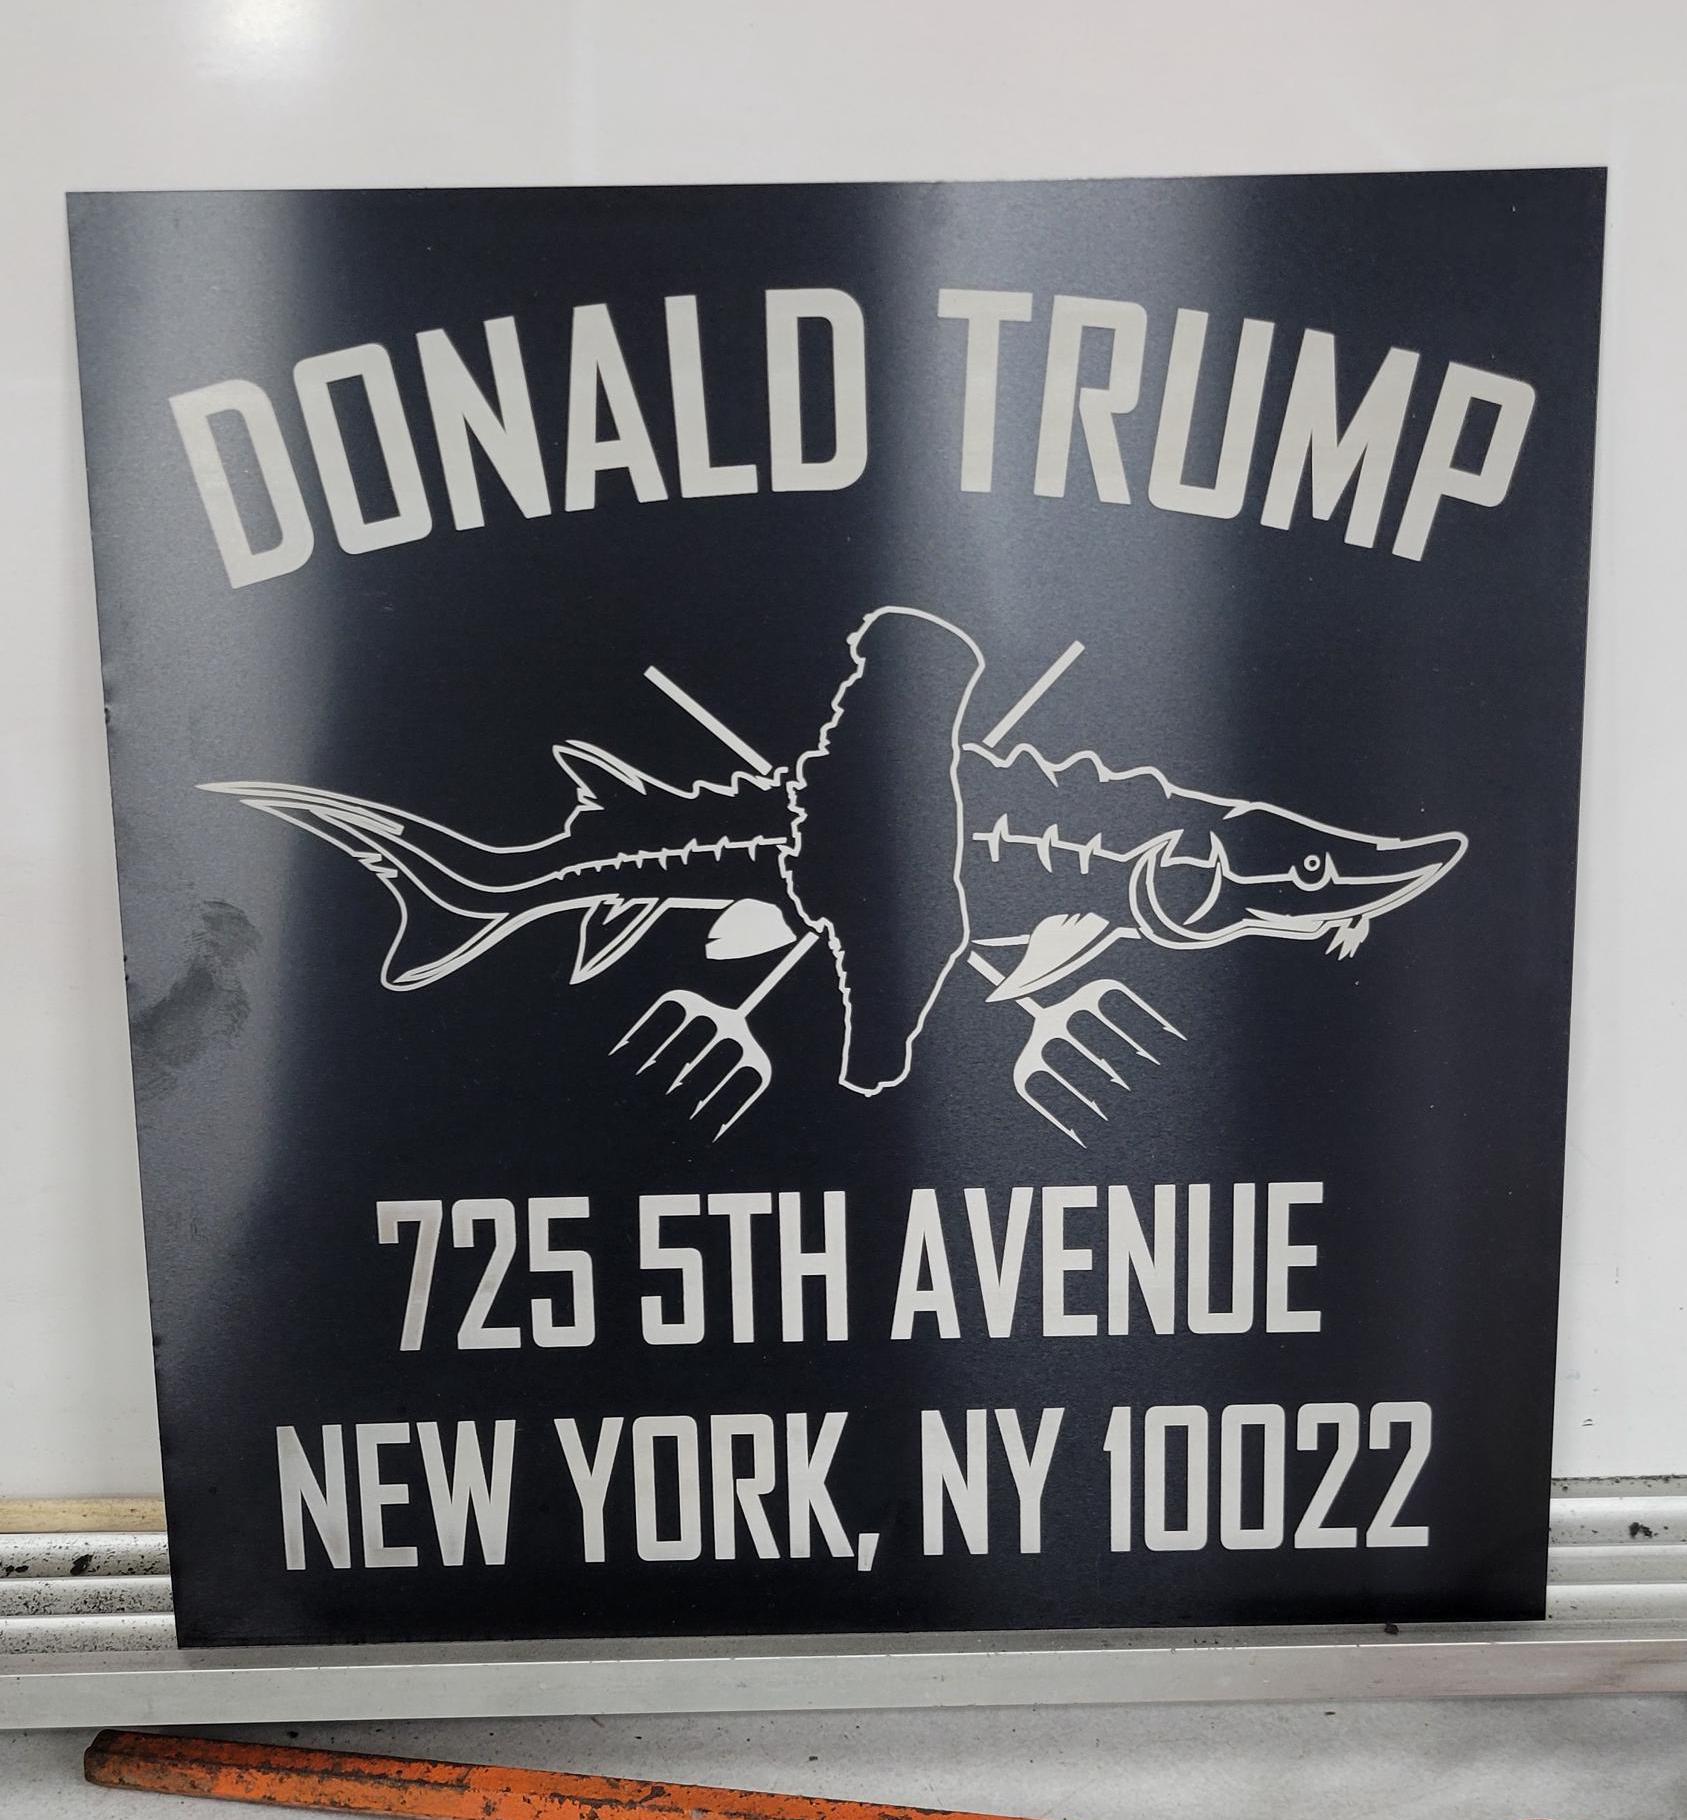 DONALD TRUMP
725 5TH AVENUE
NEW YORK, NY 10022